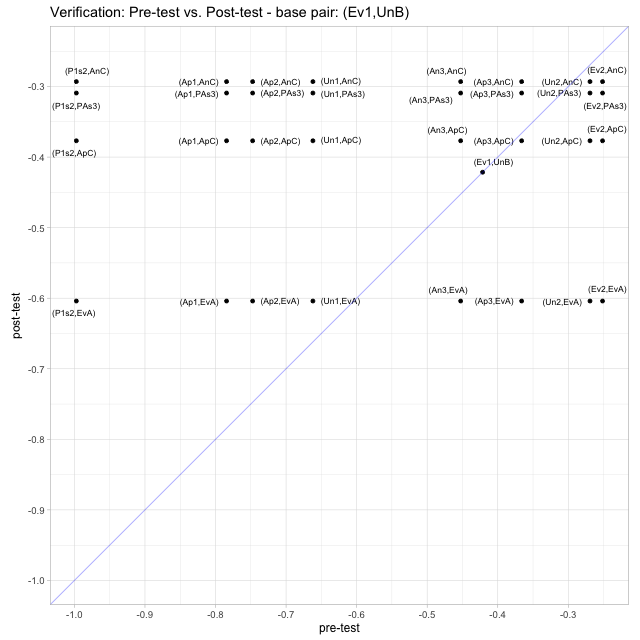 Verification: Pre-test vs. Post-test - base pair: (Ev1,UnB)
(P1s2,AnC)
(An3,AnC)
(Ev2,AnC)
(Ap1,AnC) (Ap2,AnC) (Un1,AnC) (Ap3,AnC) (Un2,AnC)
-0.3
(Ap1,PAs3) (Ap2,PAs3) (Un1,PAs3) (Ap3,PAs3) (Un2,PAs3)
(An3,PAs3)
(P1s2,PAs3) (Ev2,PAs3)
(An3,ApC) (Ev2,ApC)
(Ap1,ApC) (Ap2,ApC) (Un1,ApC) (Ap3,ApC) (Un2,ApC)
(P1s2,ApC)
-0.4
(Ev1,UnB)
-0.5
(An3,EvA) (Ev2,EvA)
-0.6
(Ap1,EvA) (Ap2,EvA) (Un1,EvA) (Ap3,EvA) (Un2,EvA)
(P1s2,EvA)
post-test
-0.7
-0.8
-0.9
-1.0
-1.0 -0.9 -0.8 -0.7 -0.6 -0.5 -0.4 -0.3
pre-test